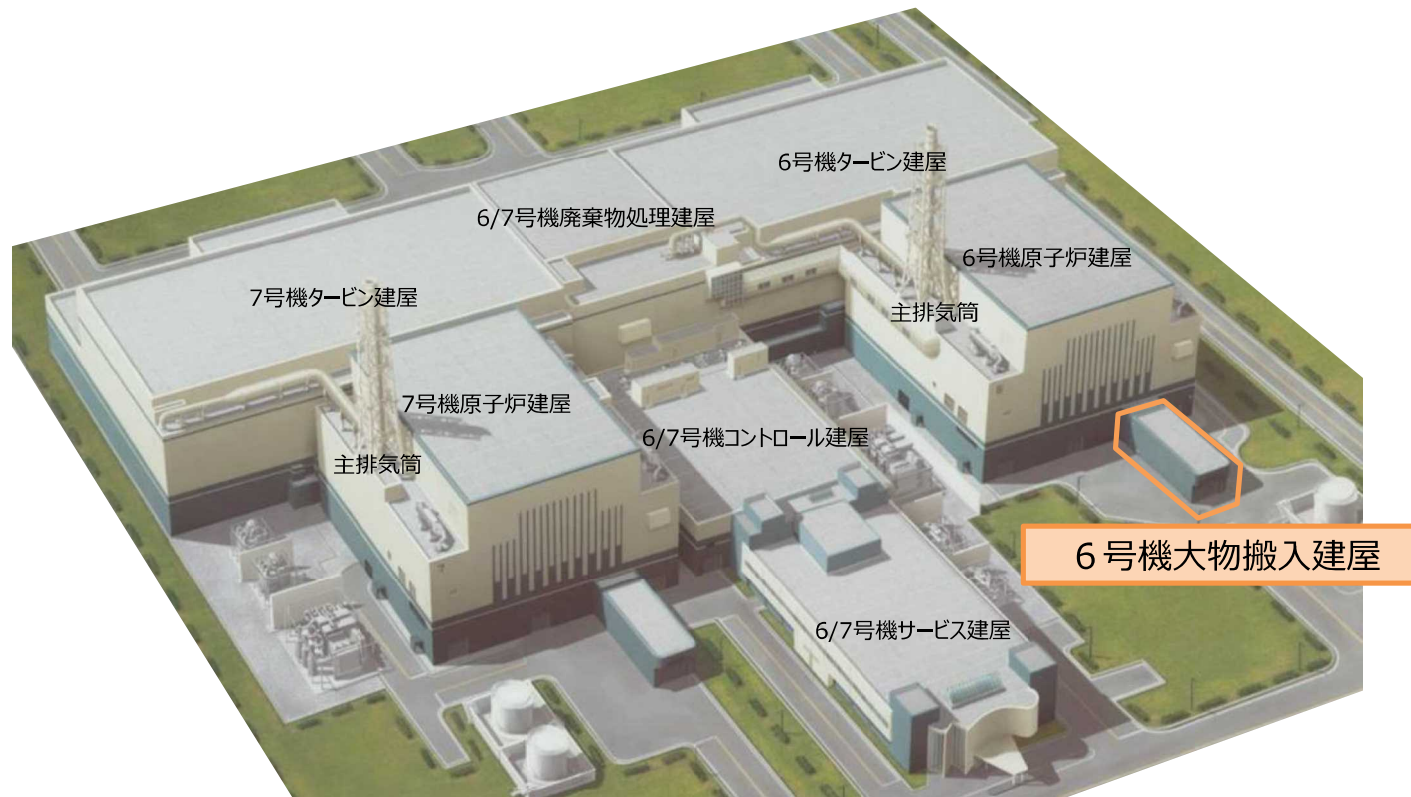 6号機タービン建屋
6/7号機廃棄物処理建屋
6号機原子炉建屋
7号機タービン建屋
主排気筒
7号機原子炉建屋
6/7号機コントロール建屋
主排気筒
6号機大物搬入建屋
6/7号機サービス建屋